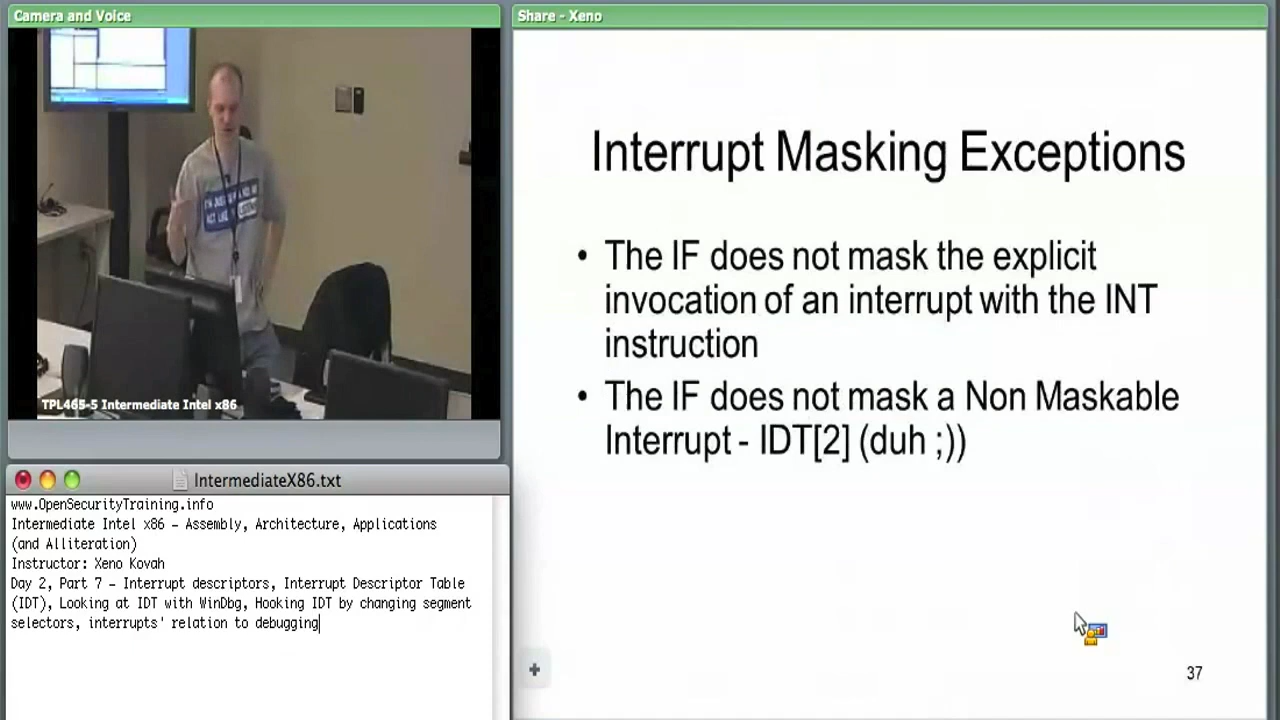 Camera and Voice
TPL465-5 Intermediate Intel x86
IntermediateX86.txt
www.OpenSecurityTraining.info
Intermediate Intel x86 – Assembly, Architecture, Applications
(and Alliteration)
Instructor: Xeno Kovah
Day 2, Part 7 – Interrupt descriptors, Interrupt Descriptor Table
(IDT), Looking at IDT with WinDbg, Hooking IDT by changing segment
selectors, interrupts' relation to debugging
Share - Xeno
Interrupt Masking Exceptions
• The IF does not mask the explicit
invocation of an interrupt with the INT
instruction
• The IF does not mask a Non Maskable
Interrupt - IDT[2] (duh ;))
37